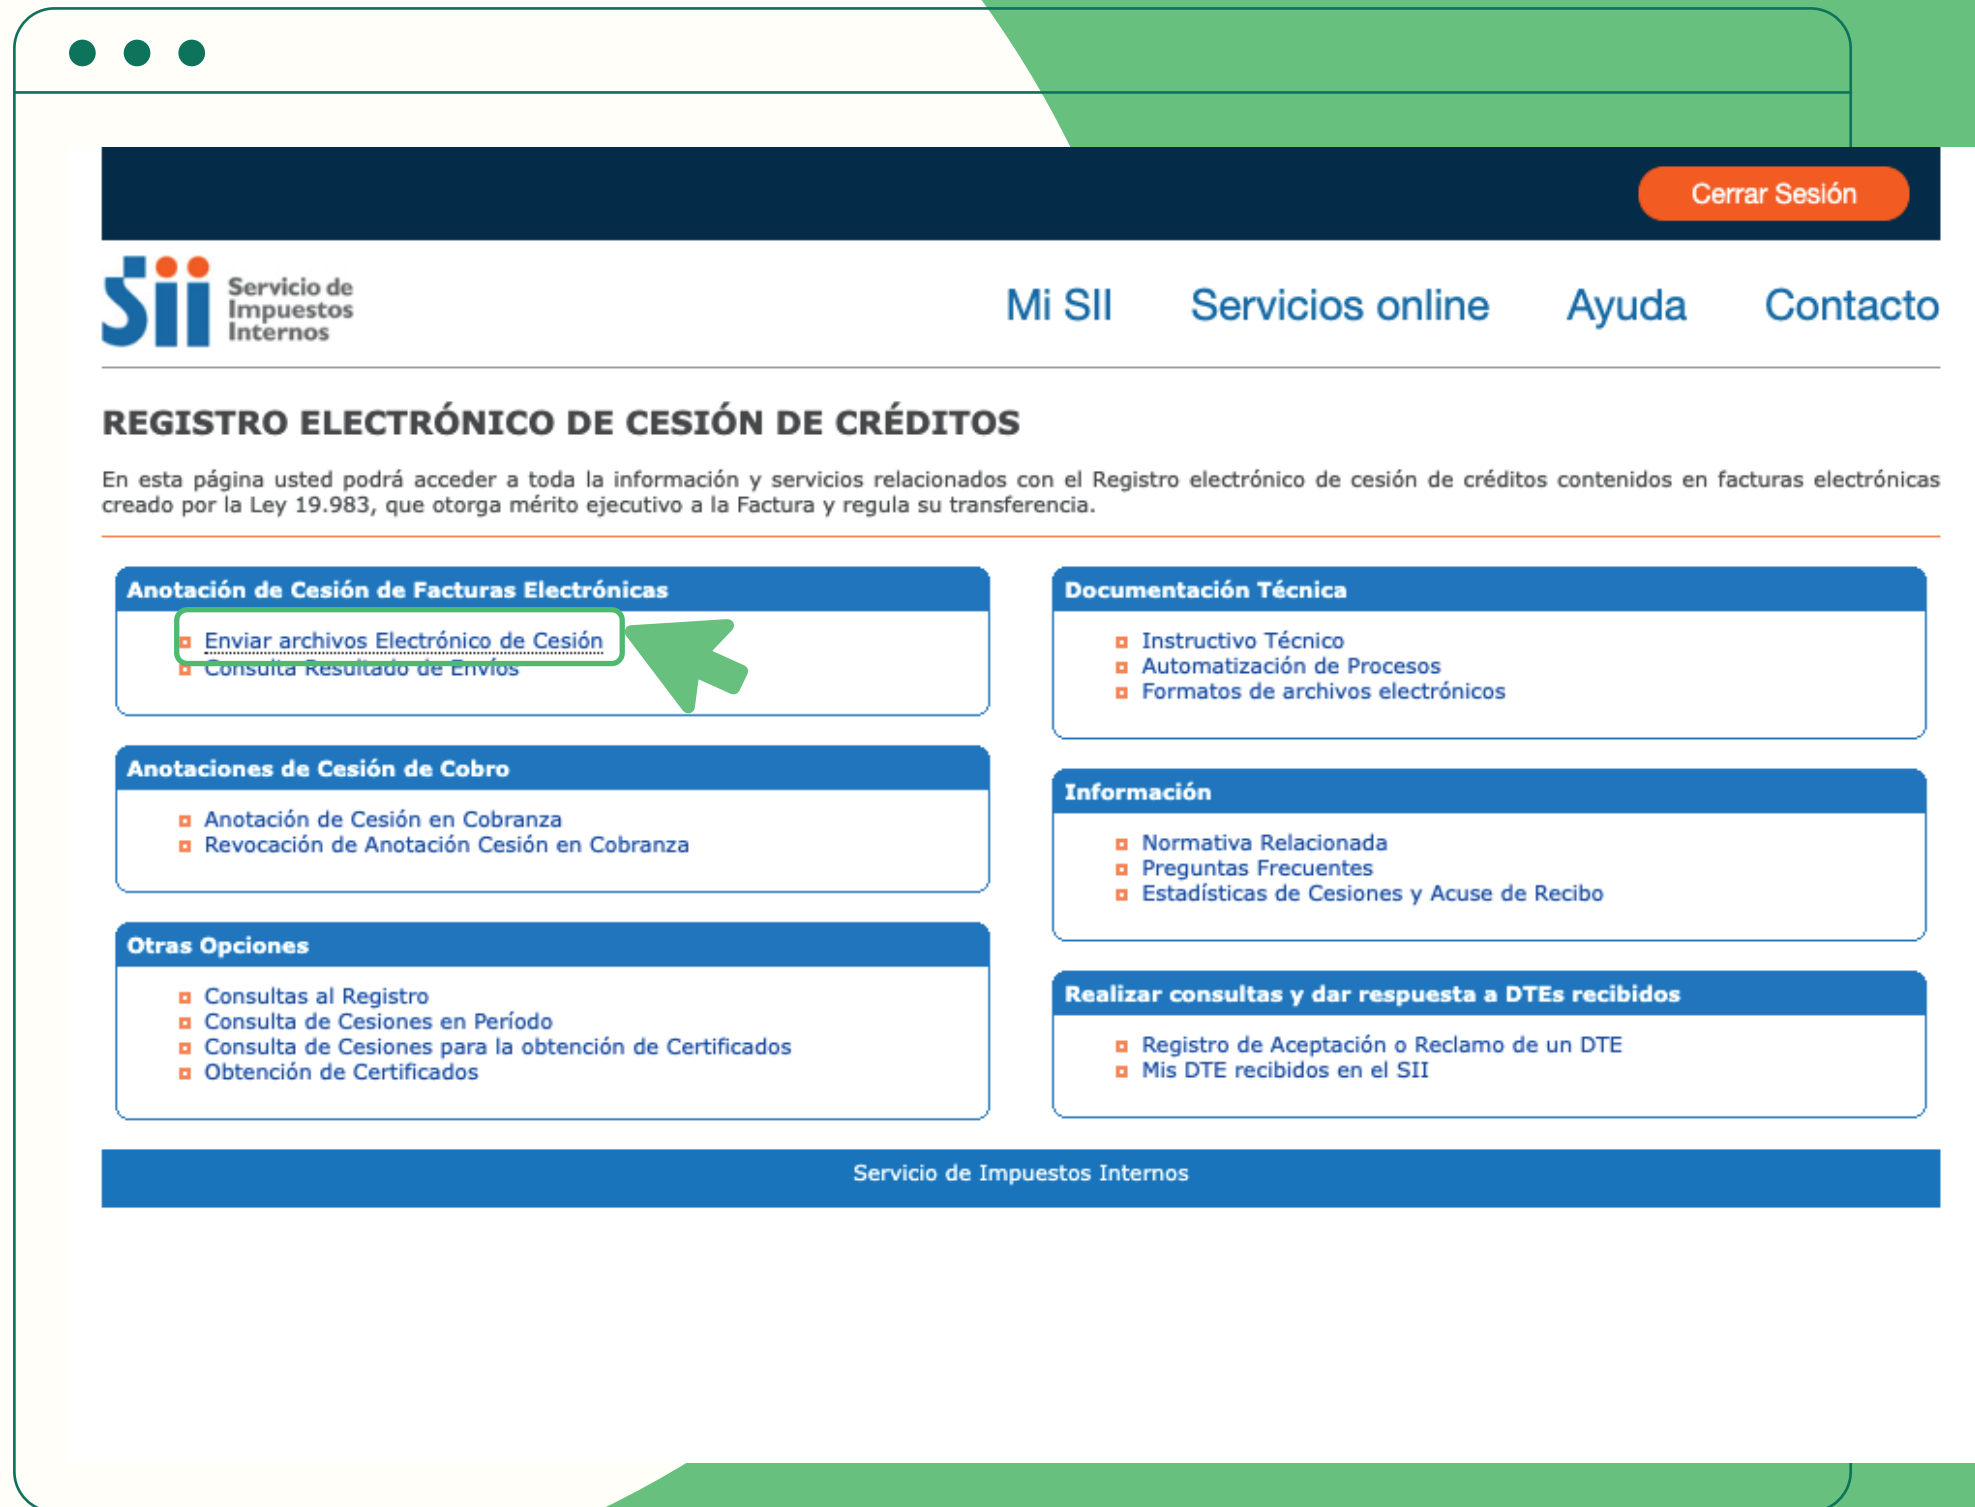 Cerrar Sesión
Sii
Servicio de
Impuestos
Internos
Mi SII
Servicios online
Ayuda
Contacto
REGISTRO ELECTRÓNICO DE CESIÓN DE CRÉDITOS
En esta página usted podrá acceder a toda la información y servicios relacionados con el Registro electrónico de cesión de créditos contenidos en facturas electrónicas
creado por la Ley 19.983, que otorga mérito ejecutivo a la Factura y regula su transferencia.
Anotación de Cesión de Facturas Electrónicas
Enviar archivos Electrónico de Cesión
Consulta Resultado de Envíos
Anotaciones de Cesión de Cobro
Anotación de Cesión en Cobranza
Revocación de Anotación Cesión en Cobranza
Otras Opciones
Consultas al Registro
Consulta de Cesiones en Período
Consulta de Cesiones para la obtención de Certificados
Obtención de Certificados
Documentación Técnica
Instructivo Técnico
Automatización de Procesos
Formatos de archivos electrónicos
Información
Normativa Relacionada
Preguntas Frecuentes
Estadísticas de Cesiones y Acuse de Recibo
Realizar consultas y dar respuesta a DTEs recibidos
Registro de Aceptación o Reclamo de un DTE
Mis DTE recibidos en el SII
Servicio de Impuestos Internos